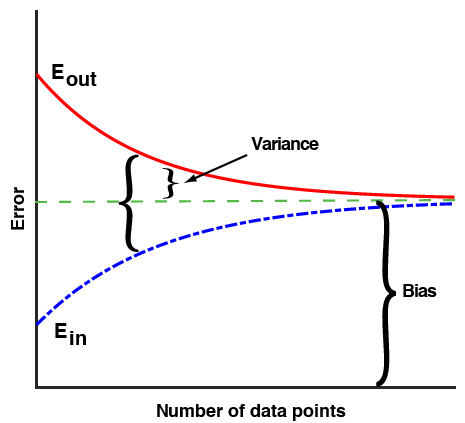 Eout
Variance
Error
Bias
Ein
Number of data points